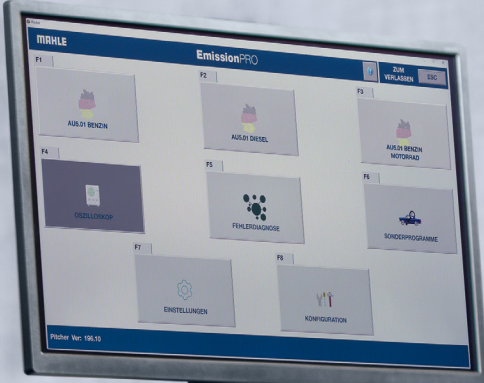 MAHLE
EmissionPRO
ZUM
VERLASSEN
ESC
F1
AU5.01 BENZIN
F2
AU5.01 DIESEL
F3
AU5.01 BENZIN
MOTORRAD
F4
OSZILLOSKOP
F5
FEHLERDIAGNOSE
F6
SONDERPROGRAMME
F7
EINSTELLUNGEN
F8
KONFIGURATION
Pitcher Ver: 196.10